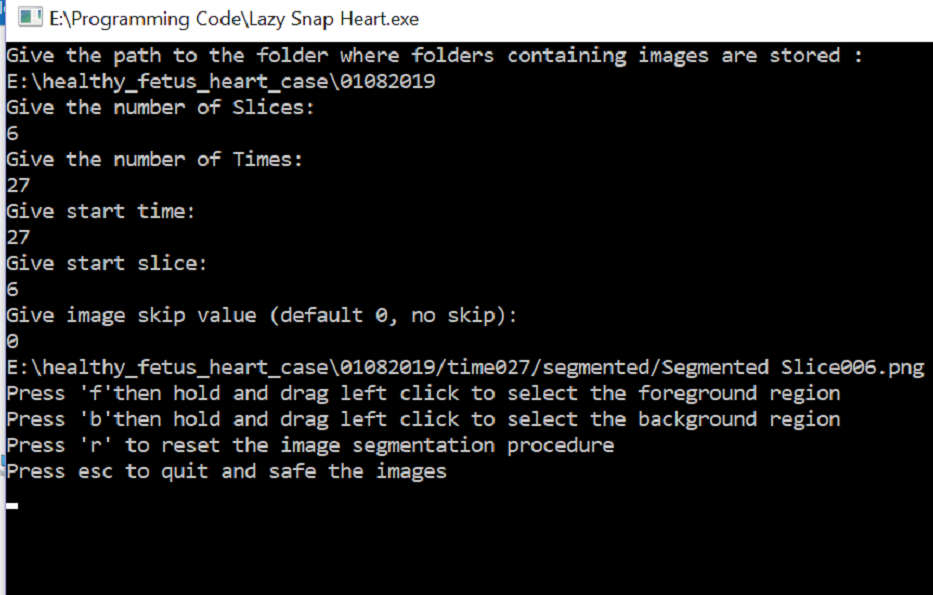 E:\Programming Code\Lazy Snap Heart.exe
Give the path to the folder where folders containing images are stored :
E:\healthy_fetus_heart_case\01082019
Give the number of Slices:
6
Give the number of Times:
27
Give start time:
27
Give start slice:
6
Give image skip value (default 0, no skip):
0
E:\healthy_fetus_heart_case\01082019/time027/segmented/Segmented Slice006.png
Press 'f'then hold and drag left click to select the foreground region
Press 'b'then hold and drag left click to select the background region
Press 'r' to reset the image segmentation procedure
Press esc to quit and safe the images